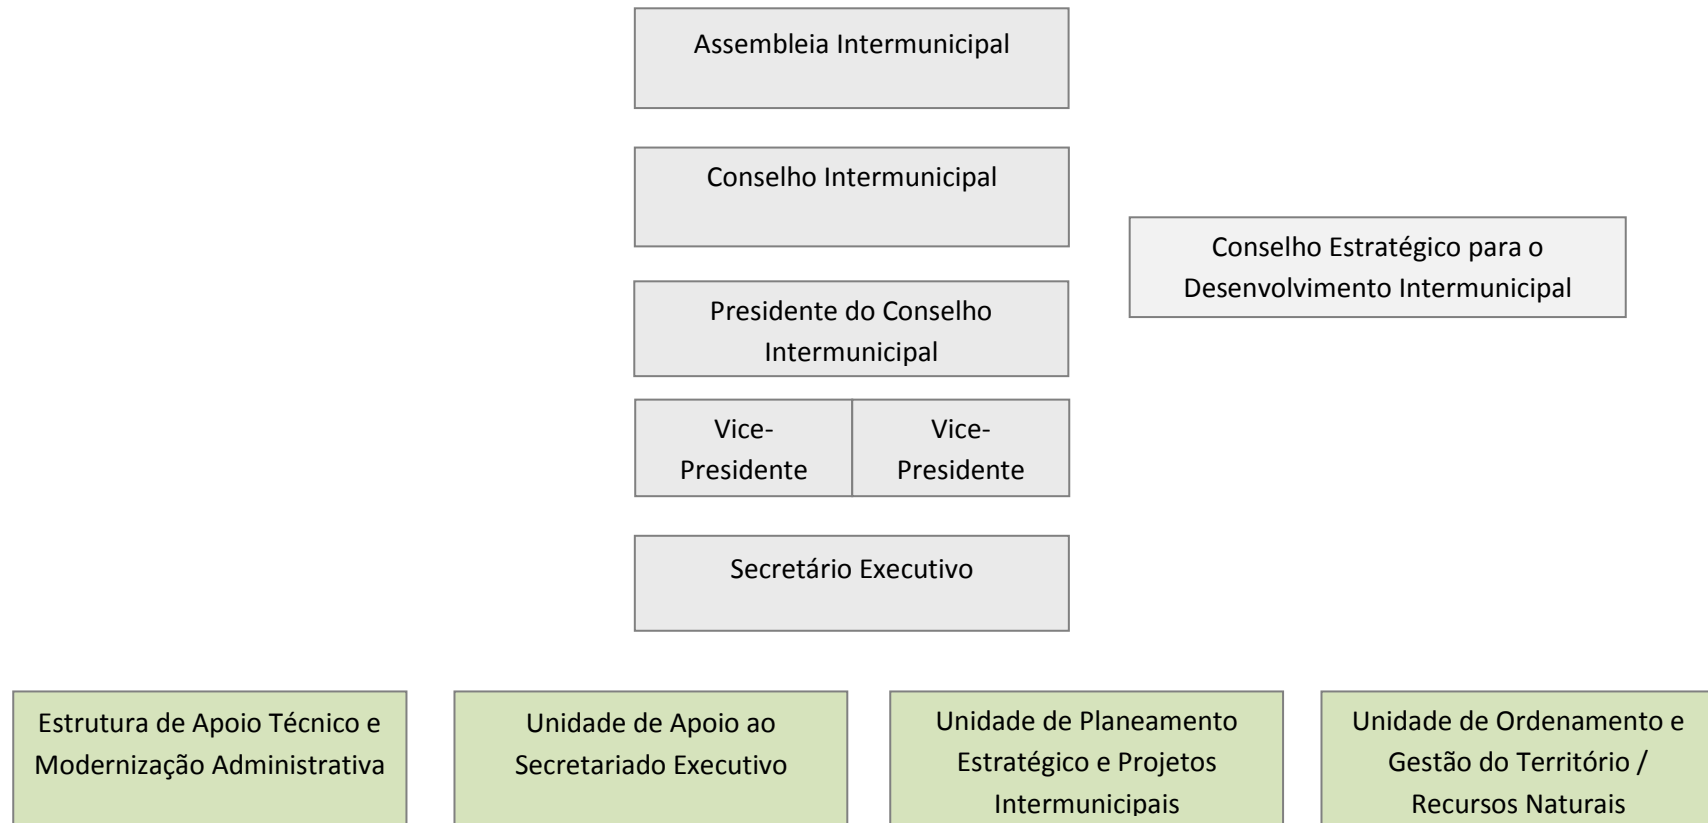 Assembleia Intermunicipal
Conselho Intermunicipal
Conselho Estratégico para o
Desenvolvimento Intermunicipal
Presidente do Conselho
Intermunicipal
Vice-
Presidente
Vice-
Presidente
Secretário Executivo
Estrutura de Apoio Técnico e
Modernização Administrativa
Unidade de Apoio ao
Secretariado Executivo
Unidade de Planeamento
Estratégico e Projetos
Intermunicipais
Unidade de Ordenamento e
Gestão do Território /
Recursos Naturais